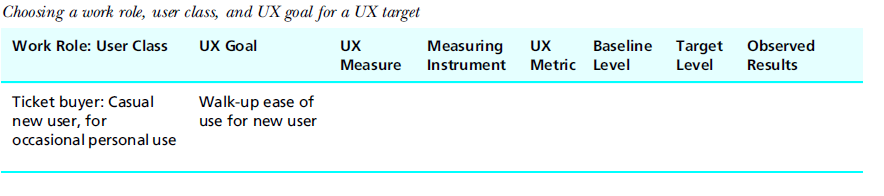 Choosing a work role, user class, and UX goal for a UX target
Work Role: User Class UX Goal UX Measure Measuring Instrument UX Metric Baseline Level Target Level Observed Results
Ticket buyer: Casual new user, for occasional personal use Walk-up ease of use for new user